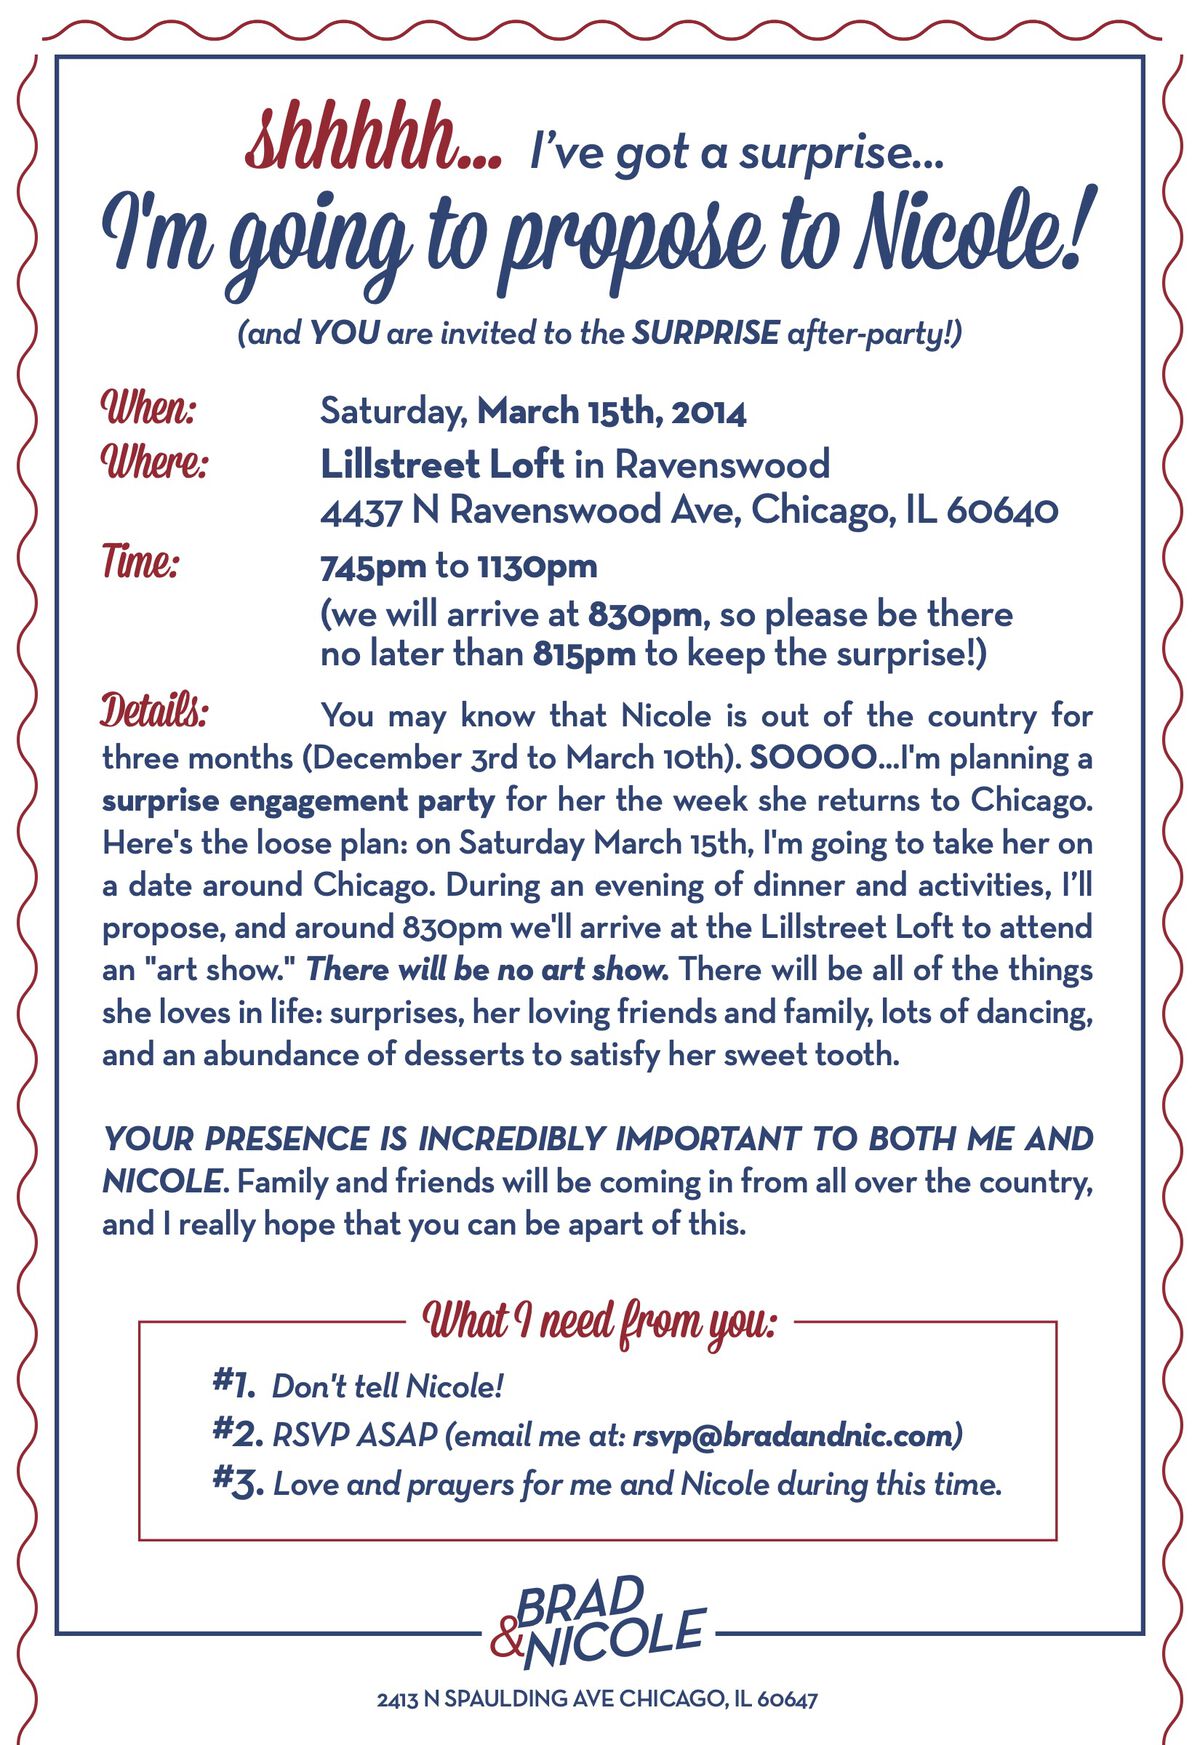 shhhhh... I've got a surprise...
I'm going to propose to Nicole!
(and YOU are invited to the SURPRISE after-party!)
When: Saturday, March 15th, 2014
Where: Lillstreet Loft in Ravenswood
4437 N Ravenswood Ave, Chicago, IL 60640
Time: 745pm to 1130pm
(we will arrive at 830pm, so please be there
no later than 815pm to keep the surprise!)
Details: You may know that Nicole is out of the country for
three months (December 3rd to March 10th). SOOOO...I'm planning a
surprise engagement party for her the week she returns to Chicago.
Here's the loose plan: on Saturday March 15th, I'm going to take her on
a date around Chicago. During an evening of dinner and activities, I’ll
propose, and around 830pm we'll arrive at the Lillstreet Loft to attend
an "art show." There will be no art show. There will be all of the things
she loves in life: surprises, her loving friends and family, lots of dancing,
and an abundance of desserts to satisfy her sweet tooth.
YOUR PRESENCE IS INCREDIBLY IMPORTANT TO BOTH ME AND
NICOLE. Family and friends will be coming in from all over the country,
and I really hope that you can be apart of this.
What I need from you:
#1. Don't tell Nicole!
#2. RSVP ASAP (email me at: rsvp@bradandnic.com)
#3. Love and prayers for me and Nicole during this time.
BRAD
&NICOLE
2413 N SPAULDING AVE CHICAGO, IL 60647